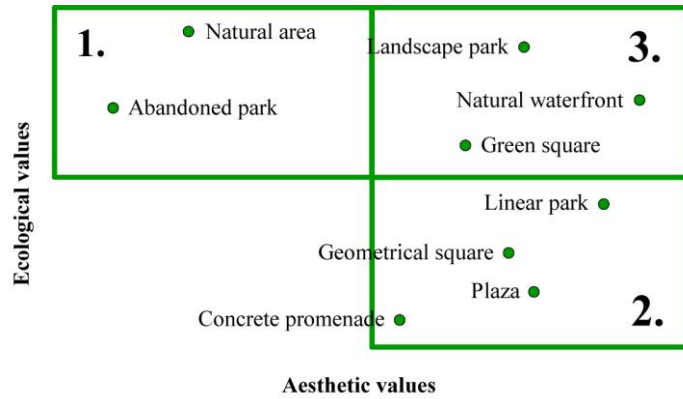 1.
Natural area
Landscape park
3.
Abandoned park
Natural waterfront
Green square
Ecological values
Linear park
Geometrical square
Plaza
Concrete promenade
2.
Aesthetic values